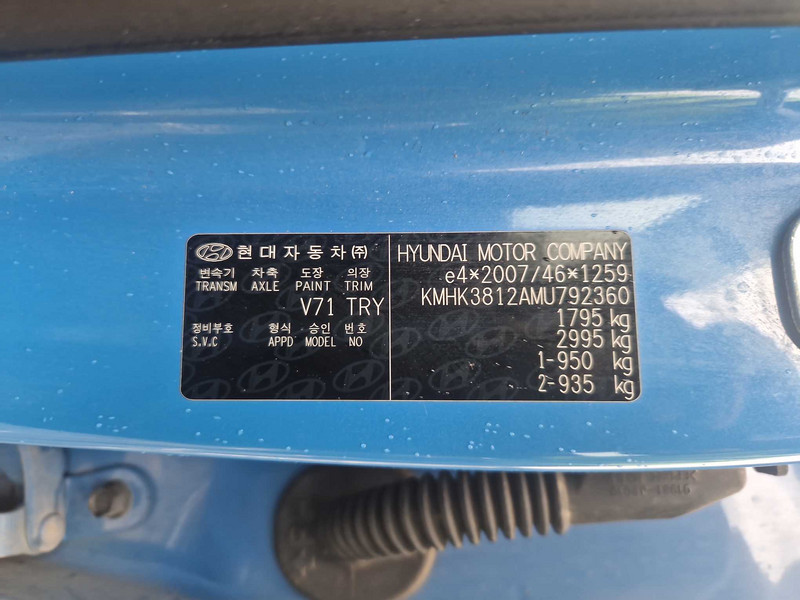 현대자동차(주)
변속기 차축 도장 의장
TRANSM AXLE PAINT TRIM
V71 TRY
정비부호 형식 승인 번호
S.V.C APPD MODEL NO
HYUNDAI MOTOR COMPANY
e4*2007/46*1259
KMHK3812AMU792360
1795 kg
2995 kg
1-950 kg
2-935 kg